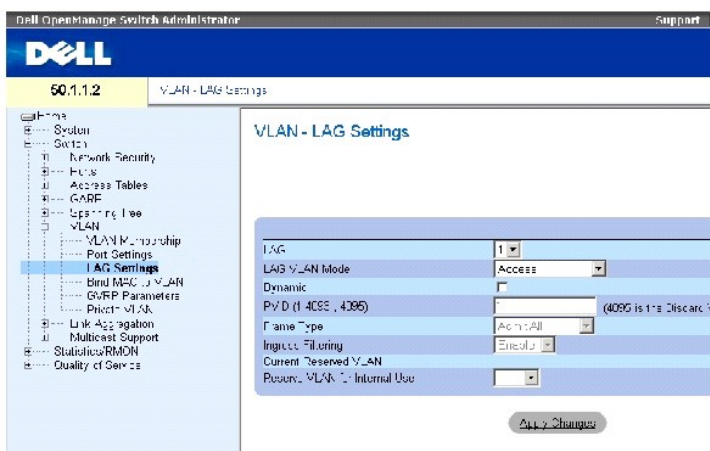 Dell OpenManage Switch Administrator
Support
DELL
50.1.1.2
VLAN - LAG Settings
Home
System
Switch
Network Security
Ports
Address Tables
GARP
Spanning Tree
VLAN
VLAN Membership
Port Settings
LAG Settings
Bind MAC to VLAN
GVRP Parameters
Private VLAN
Link Aggregation
Multicast Support
Statistics/RMON
Quality of Service
VLAN - LAG Settings
LAG
1
LAG VLAN Mode
Access
Dynamic
PVID (1-4093, 4095)
(4095 is the Discard
Frame Type
AdmitAll
Ingress Filtering
Enable
Current Reserved VLAN
Reserve VLAN for Internal Use
Apply Changes